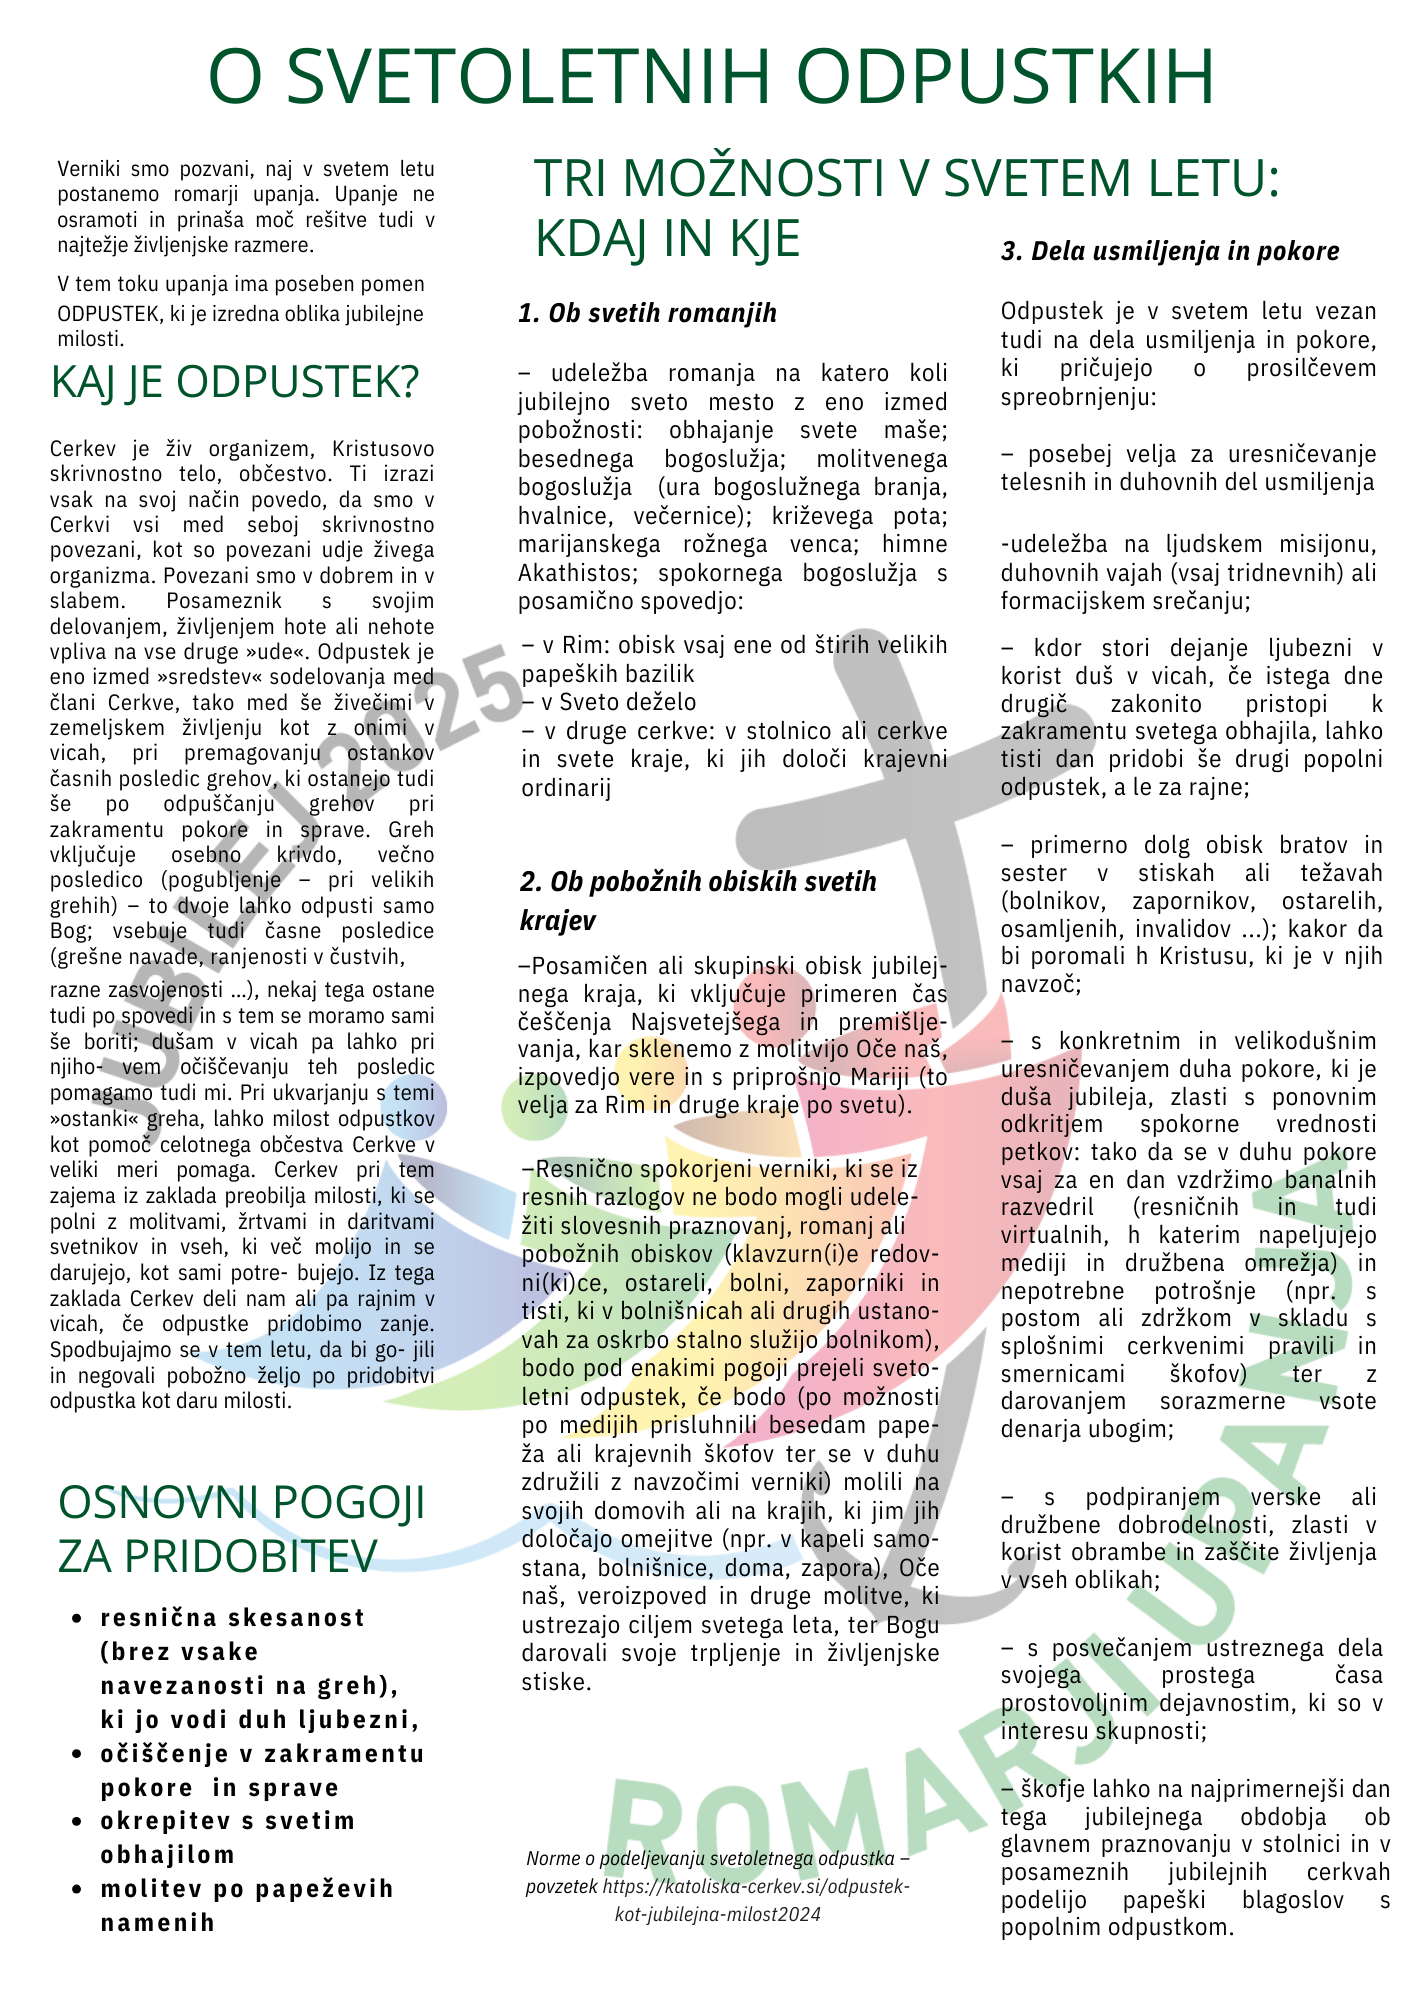 O SVETOLETNIH ODPUSTKIH
Verniki smo pozvani, naj v svetem letu
postanemo romarji upanja. Upanje ne
osramoti in prinaša moč rešitve tudi v
najtežje življenjske razmere.
V tem toku upanja ima poseben pomen
ODPUSTEK, ki je izredna oblika jubilejne
milosti.
KAJ JE ODPUSTEK?
Cerkev je živ organizem, Kristusovo
skrivnostno telo, občestvo. Ti izrazi
vsak na svoj način povedo, da smo v
Cerkvi vsi med seboj skrivnostno
povezani, kot so povezani udje živega
organizma. Povezani smo v dobrem in v
slabem. Posameznik s svojim
delovanjem, življenjem hote ali nehote
vpliva na vse druge »ude«. Odpustek je
eno izmed »sredstev« sodelovanja med
člani Cerkve, tako med še živečimi v
zemeljskem življenju kot z onimi v
vicah, pri premagovanju ostankov
časnih posledic grehov, ki ostanejo tudi
še po odpuščanju grehov pri
zakramentu pokore in sprave. Greh
vključuje osebno krivdo, večno
posledico (pogubljenje – pri velikih
grehih) – to dvoje lahko odpusti samo
Bog; vsebuje tudi časne posledice
(grešne navade, ranjenosti v čustvih,
razne zasvojenosti ...), nekaj tega ostane
tudi po spovedi in s tem se moramo sami
še boriti; dušam v vicah pa lahko pri
njiho- vem očiščevanju teh posledic
pomagamo tudi mi. Pri ukvarjanju s temi
»ostanki« greha, lahko milost odpustkov
kot pomoč celotnega občestva Cerkve v
veliki meri pomaga. Cerkev pri tem
zajema iz zaklada preobilja milosti, ki se
polni z molitvami, žrtvami in daritvami
svetnikov in vseh, ki več molijo in se
darujejo, kot sami potre- bujejo. Iz tega
zaklada Cerkev deli nam ali pa rajnim v
vicah, če odpustke pridobimo zanje.
Spodbujajmo se v tem letu, da bi go- jili
in negovali pobožno željo po pridobitvi
odpustka kot daru milosti.
OSNOVNI POGOJI
ZA PRIDOBITEV
• resnična skesanost
(brez vsake
navezanosti na greh),
ki jo vodi duh ljubezni,
• očiščenje v zakramentu
pokore in sprave
• okrepitev s svetim
obhajilom
• molitev po papeževih
namenih
TRI MOŽNOSTI V SVETEM LETU:
KDAJ IN KJE
1. Ob svetih romanjih
– udeležba romanja na katero koli
jubilejno sveto mesto z eno izmed
pobožnosti: obhajanje svete maše;
besednega bogoslužja; molitvenega
bogoslužja (ura bogoslužnega branja,
hvalnice, večernice); križevega pota;
marijanskega rožnega venca; himne
Akathistos; spokornega bogoslužja s
posamično spovedjo:
– v Rim: obisk vsaj ene od štirih velikih
papeških bazilik
– v Sveto deželo
– v druge cerkve: v stolnico ali cerkve
in svete kraje, ki jih določi krajevni
ordinarij
2. Ob pobožnih obiskih svetih
krajev
–Posamičen ali skupinski obisk jubilej-
nega kraja, ki vključuje primeren čas
češčenja Najsvetejšega in premišlje-
vanja, kar sklenemo z molitvijo Oče naš,
izpovedjo vere in s priprošnjo Mariji (to
velja za Rim in druge kraje po svetu).
–Resnično spokorjeni verniki, ki se iz
resnih razlogov ne bodo mogli udele-
žiti slovesnih praznovanj, romanj ali
pobožnih obiskov (klavzurn(i)e redov-
ni(ki)ce, ostareli, bolni, zaporniki in
tisti, ki v bolnišnicah ali drugih ustano-
vah za oskrbo stalno služijo bolnikom),
bodo pod enakimi pogoji prejeli sveto-
letni odpustek, če bodo (po možnosti
po medijih prisluhnili besedam pape-
ža ali krajevnih škofov ter se v duhu
združili z navzočimi verniki) molili na
svojih domovih ali na krajih, ki jim jih
določajo omejitve (npr. v kapeli samo-
stana, bolnišnice, doma, zapora), Oče
naš, veroizpoved in druge molitve, ki
ustrezajo ciljem svetega leta, ter Bogu
darovali svoje trpljenje in življenjske
stiske.
Norme o podeljevanju svetoletnega odpustka –
povzetek https://katoliska-cerkev.si/odpustek-
kot-jubilejna-milost2024
3. Dela usmiljenja in pokore
Odpustek je v svetem letu vezan
tudi na dela usmiljenja in pokore,
ki pričujejo o prosilčevem
spreobrnjenju:
– posebej velja za uresničevanje
telesnih in duhovnih del usmiljenja
-udeležba na ljudskem misijonu,
duhovnih vajah (vsaj tridnevnih) ali
formacijskem srečanju;
– kdor stori dejanje ljubezni v
korist duš v vicah, če istega dne
drugič zakonito pristopi k
zakramentu svetega obhajila, lahko
tisti dan pridobi še drugi popolni
odpustek, a le za rajne;
– primerno dolg obisk bratov in
sester v stiskah ali težavah
(bolnikov, zapornikov, ostarelih,
osamljenih, invalidov ...); kakor da
bi poromali h Kristusu, ki je v njih
navzoč;
– s konkretnim in velikodušnim
uresničevanjem duha pokore, ki je
duša jubileja, zlasti s ponovnim
odkritjem spokorne vrednosti
petkov: tako da se v duhu pokore
vsaj za en dan vzdržimo banalnih
razvedril (resničnih in tudi
virtualnih, h katerim napeljujejo
mediji in družbena omrežja) in
nepotrebne potrošnje (npr. s
postom ali zdržkom v skladu s
splošnimi cerkvenimi pravili in
smernicami škofov) ter z
darovanjem sorazmerne vsote
denarja ubogim;
– s podpiranjem verske ali
družbene dobrodelnosti, zlasti v
korist obrambe in zaščite življenja
v vseh oblikah;
– s posvečanjem ustreznega dela
svojega prostega časa
prostovoljnim dejavnostim, ki so v
interesu skupnosti;
– škofje lahko na najprimernejši dan
tega jubilejnega obdobja ob
glavnem praznovanju v stolnici in v
posameznih jubilejnih cerkvah
podelijo papeški blagoslov s
popolnim odpustkom.
JUBILEJ 2025
ROMARJI UPANJA